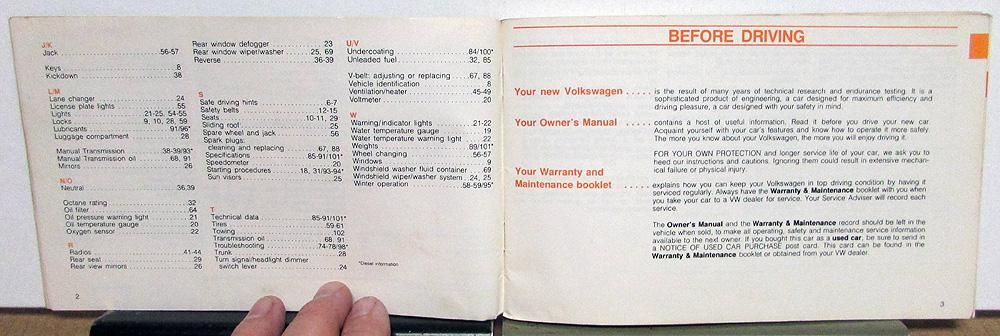 J/K
Jack ..... 56-57
Keys ..... 8
Kickdown ..... 38
L/M
Lane changer ..... 24
License plate lights ..... 55
Lights ..... 21-25, 54-55
Locks ..... 9, 10, 28, 59
Lubricants ..... 91/96*
Luggage compartment ..... 28
Manual Transmission ..... 38-39/93*
Manual Transmission oil ..... 68, 91
Mirrors ..... 26
N/O
Neutral ..... 36,39
Octane rating ..... 32
Oil filter ..... 64
Oil pressure warning light ..... 21
Oil temperature gauge ..... 20
Oxygen sensor ..... 22
R
Radios ..... 41-44
Rear seat ..... 29
Rear view mirrors ..... 26
Rear window defogger ..... 23
Rear window wiper/washer ..... 25, 69
Reverse ..... 36-39
S
Safe driving hints ..... 6-7
Safety belts ..... 12-15
Seats ..... 10-11, 29
Sliding roof ..... 25
Spare wheel and jack ..... 56
Spark plugs:
cleaning and replacing ..... 67, 88
Specifications ..... 85-91/101*
Speedometer ..... 20
Starting procedures ..... 18, 31/93-94*
Sun visors ..... 25
T
Technical data ..... 85-91/101*
Tires ..... 59-61
Towing ..... 102
Transmission oil ..... 68, 91
Troubleshooting ..... 74-78/98*
Trunk ..... 28
Turn signal/headlight dimmer
switch lever ..... 24
U/V
Undercoating ..... 84/100*
Unleaded fuel ..... 32, 85
V-belt: adjusting or replacing ..... 67, 88
Vehicle identification ..... 8
Ventilation/heater ..... 45-49
Voltmeter ..... 20
W
Warning/indicator lights ..... 21-22
Water temperature gauge ..... 19
Water temperature warning light ..... 22
Weights ..... 89/101*
Wheel changing ..... 56-57
Windows
Windshield washer fluid container ..... 69
Windshield wiper/washer system ..... 24, 25
Winter operation ..... 58-59/95*
*Diesel information
2
BEFORE DRIVING
Your new Volkswagen ..... is the result of many years of technical research and endurance testing. It is a
sophisticated product of engineering, a car designed for maximum efficiency and
driving pleasure, a car designed with your safety in mind.
Your Owner's Manual ..... contains a host of useful information. Read it before you drive your new car.
Acquaint yourself with your car's features and know how to operate it more safely.
The more you know about your Volkswagen, the more you will enjoy driving it.
FOR YOUR OWN PROTECTION and longer service life of your car, we ask you to
heed our instructions and cautions. Ignoring them could result in extensive mechan-
ical failure or physical injury.
Your Warranty and
Maintenance booklet ..... explains how you can keep your Volkswagen in top driving condition by having it
serviced regularly. Always have the Warranty & Maintenance booklet with you when
you take your car to a VW dealer for service. Your Service Adviser will record each
service.
The Owner's Manual and the Warranty & Maintenance record should be left in the
vehicle when sold, to make all operating, safety and maintenance service information
available to the next owner. If you bought this car as a used car, be sure to send in
a NOTICE OF USED CAR PURCHASE post card. This card can be found in the
Warranty & Maintenance booklet or obtained from your VW dealer.
3